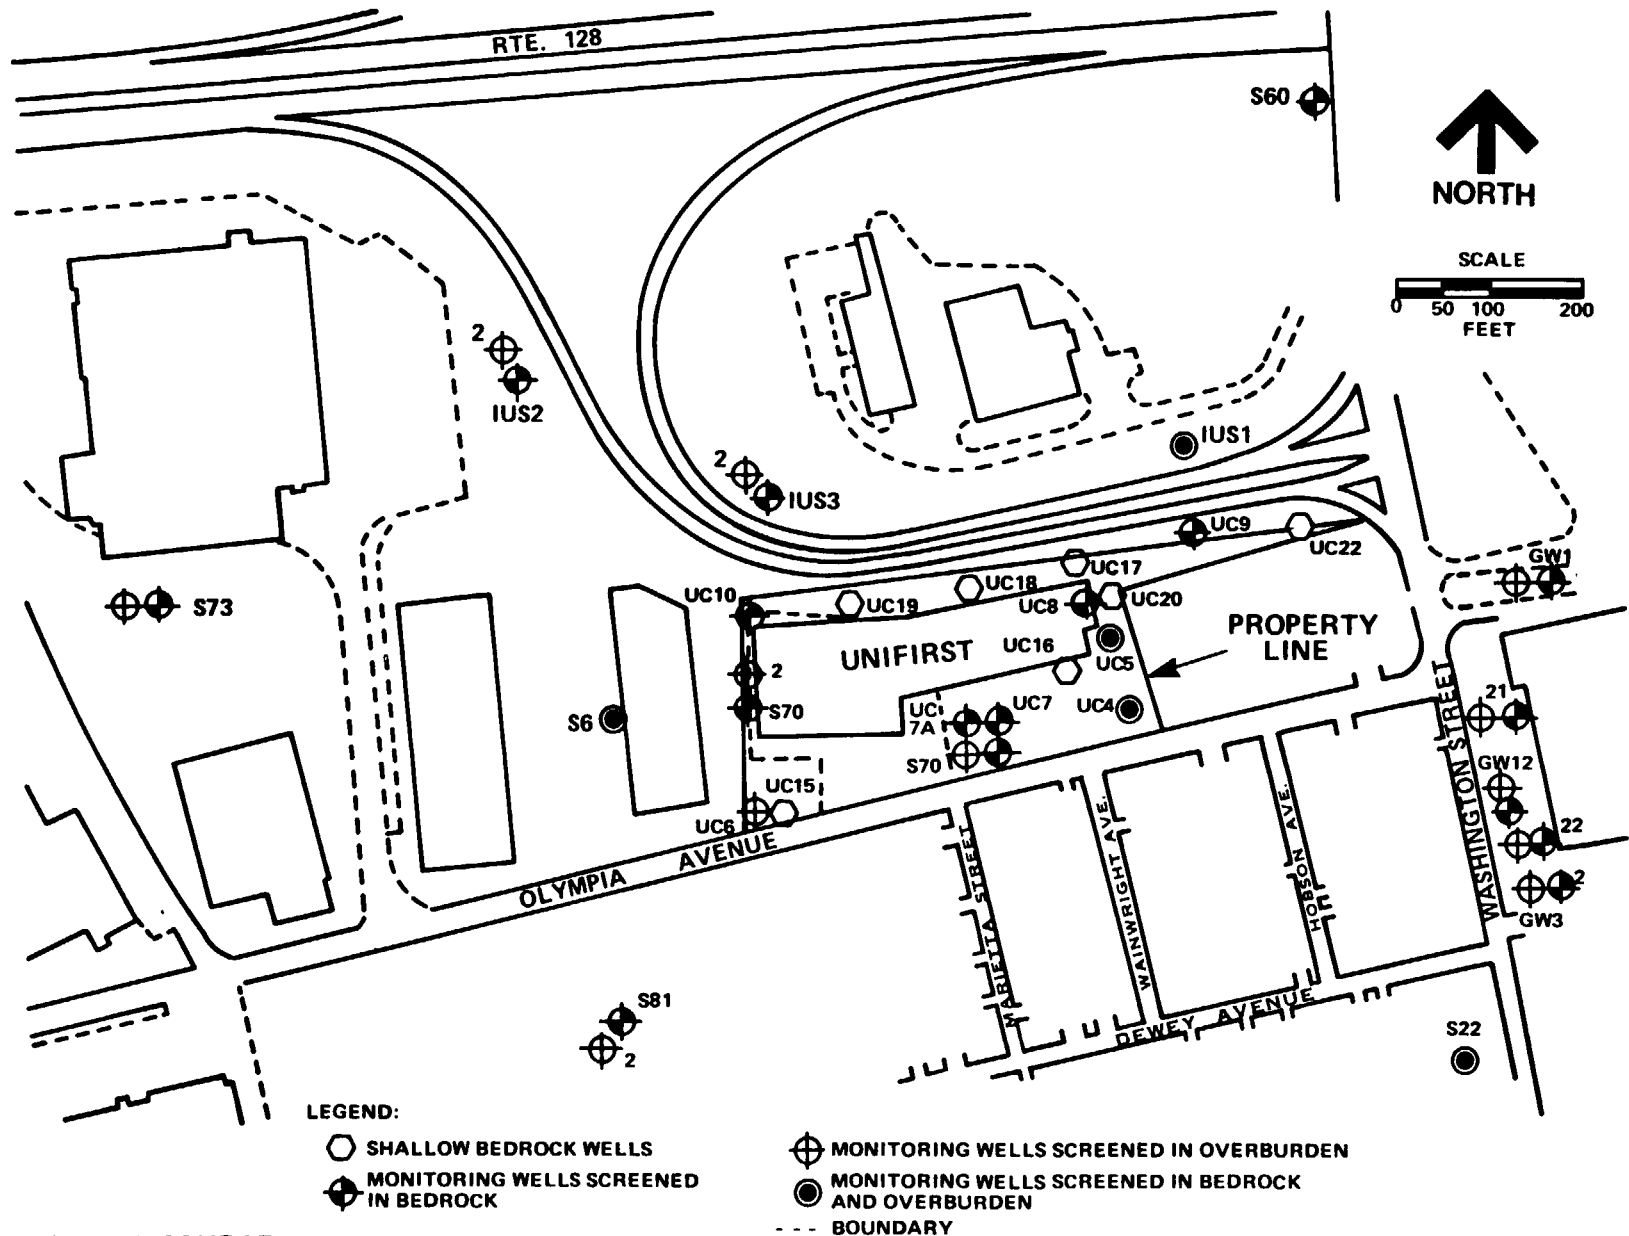 RTE. 128
S60
NORTH
SCALE
0 50 100 200
FEET
2
IUS2
IUS1
2
IUS3
UC9
UC22
GW1
UC17
UC18
UC10
UC19
UC8
UC20
S73
PROPERTY
LINE
UNIFIRST
UC16
UC5
2
S70
S6
UC
7A
UC7
UC4
21
S70
GW12
UC15
UC6
22
2
GW3
OLYMPIA AVENUE
MARIETTA STREET
WAINWRIGHT AVE.
HOBSON AVE.
WASHINGTON STREET
DEWEY AVENUE
S81
2
S22
LEGEND:
SHALLOW BEDROCK WELLS
MONITORING WELLS SCREENED
IN BEDROCK
MONITORING WELLS SCREENED IN OVERBURDEN
MONITORING WELLS SCREENED IN BEDROCK
AND OVERBURDEN
--- BOUNDARY